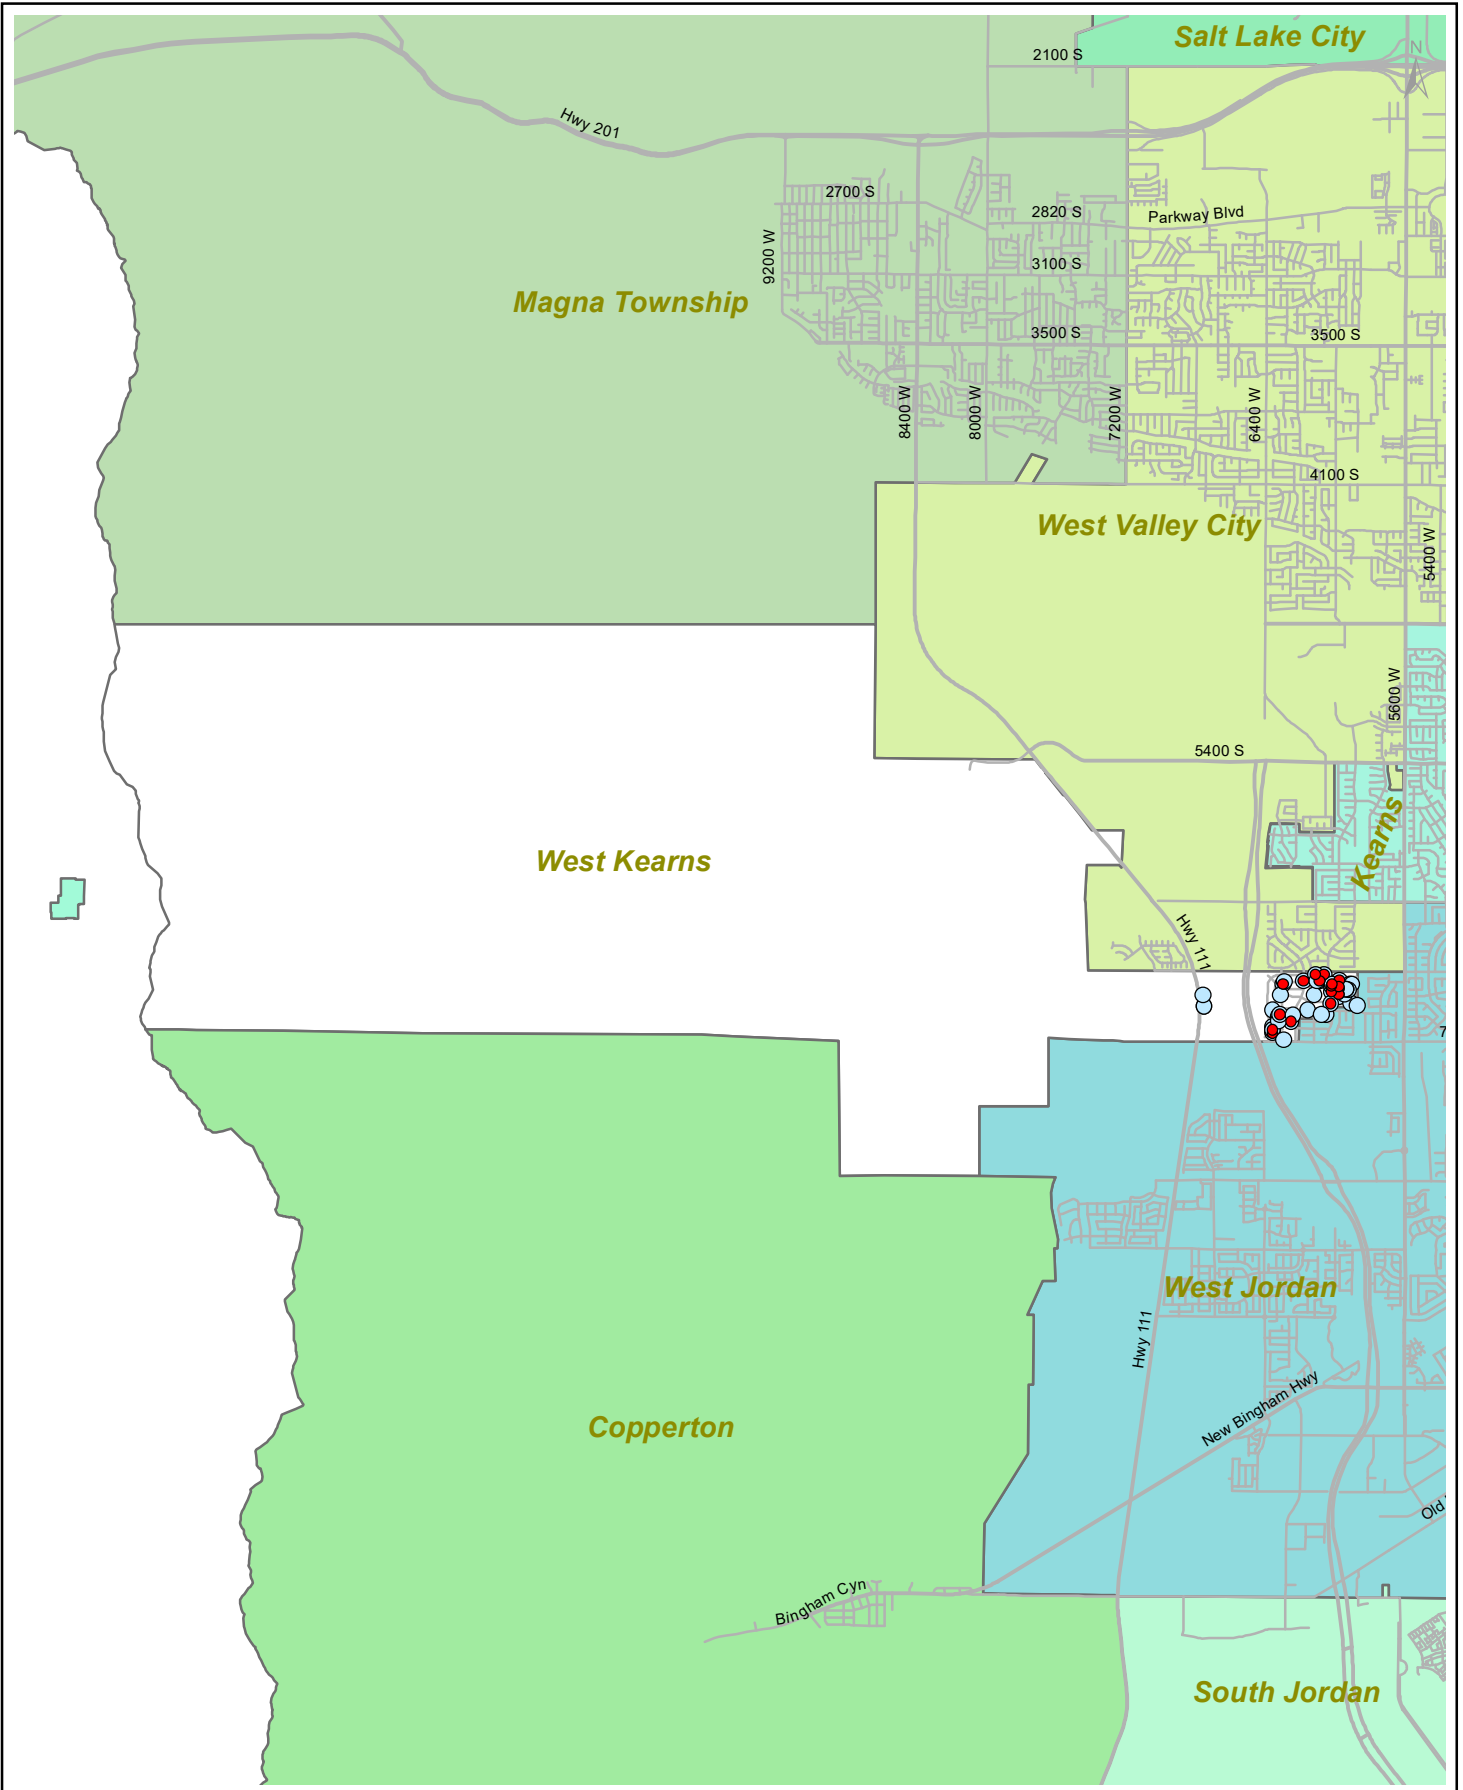 Salt Lake City
N
2100 S
Hwy 201
2700 S
2820 S
Parkway Blvd
9200 W
3100 S
Magna Township
3500 S
3500 S
8400 W
8000 W
7200 W
6400 W
4100 S
West Valley City
5400 W
5600 W
5400 S
Kearns
West Kearns
Hwy 111
7
West Jordan
Hwy 111
New Bingham Hwy
Copperton
Old
Bingham Cyn
South Jordan